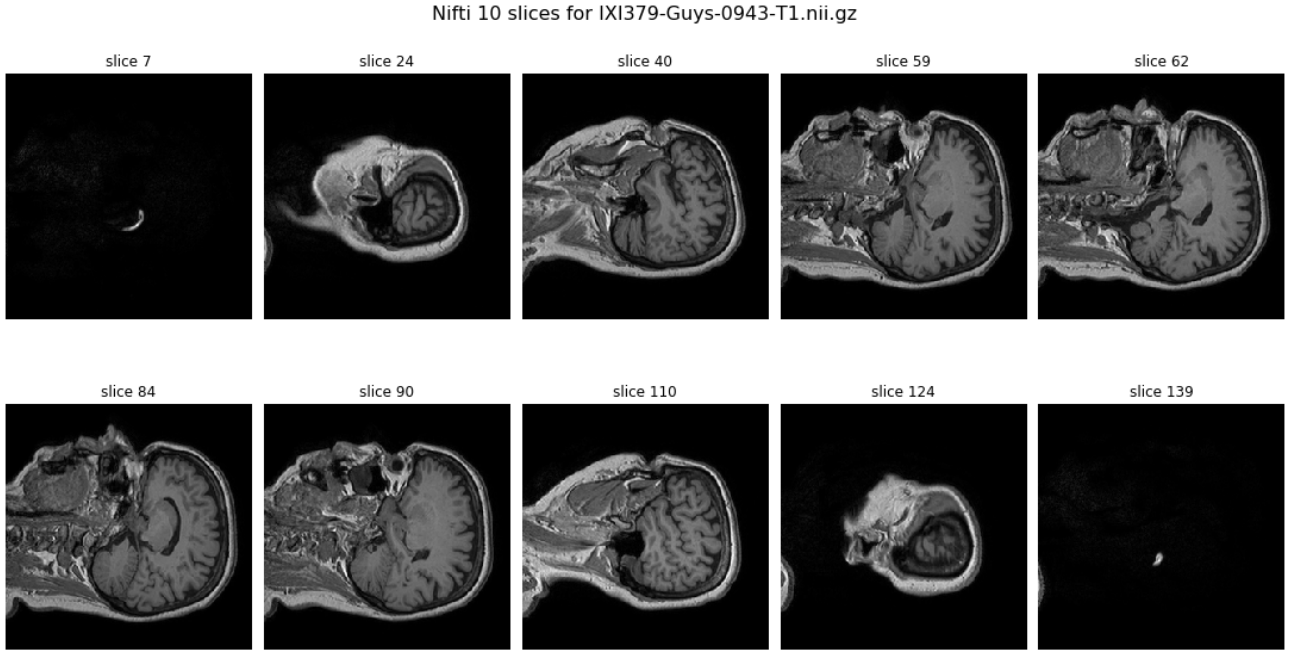 Nifti 10 slices for IXI379-Guys-0943-T1.nii.gz
slice 7
slice 24
slice 40
slice 59
slice 62
slice 84
slice 90
slice 110
slice 124
slice 139